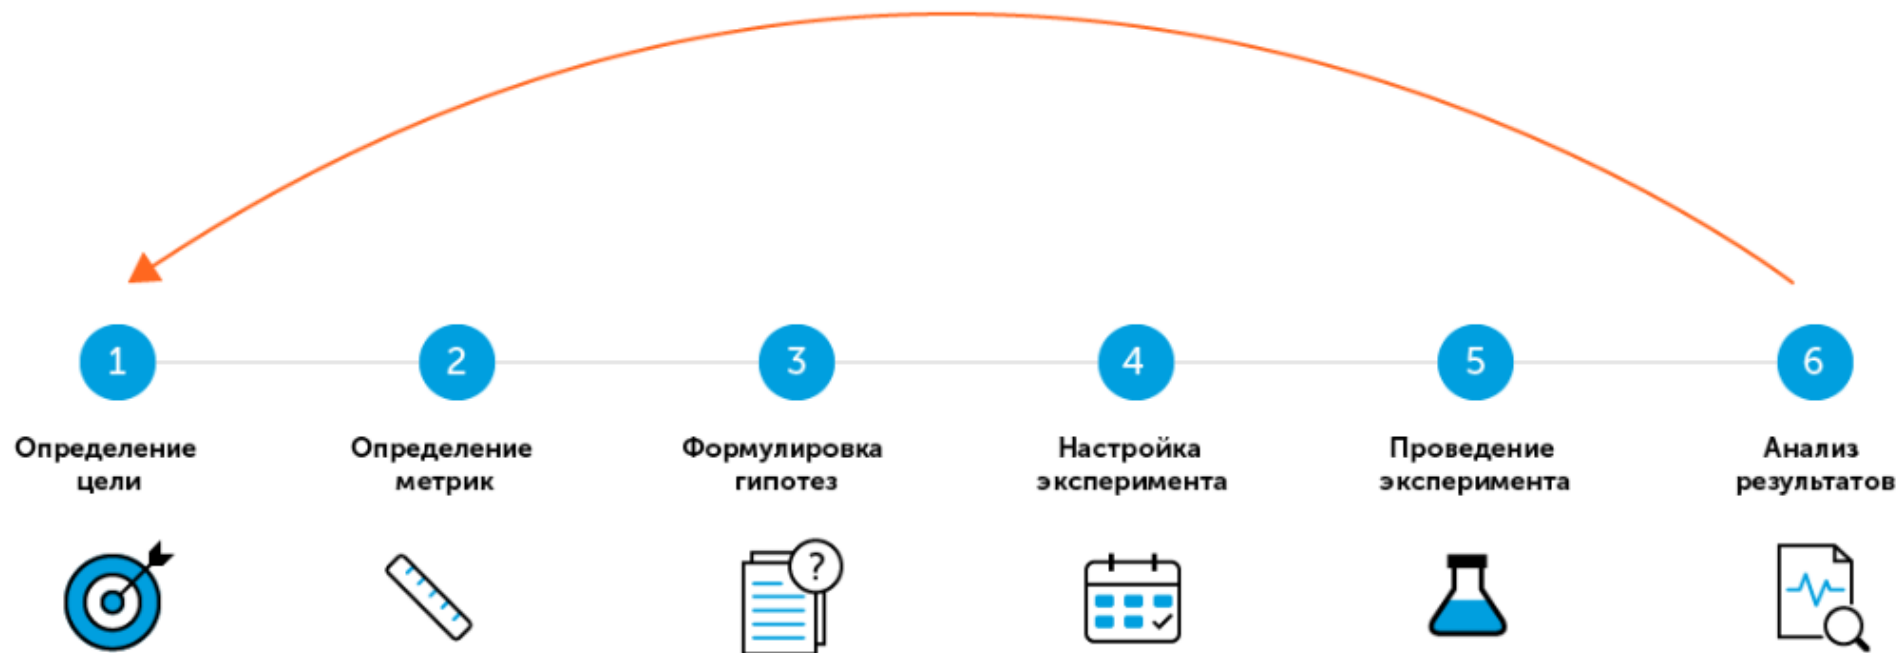 1
2
3
4
5
6
Определение
цели
Определение
метрик
Формулировка
гипотез
Настройка
эксперимента
Проведение
эксперимента
Анализ
результатов
?